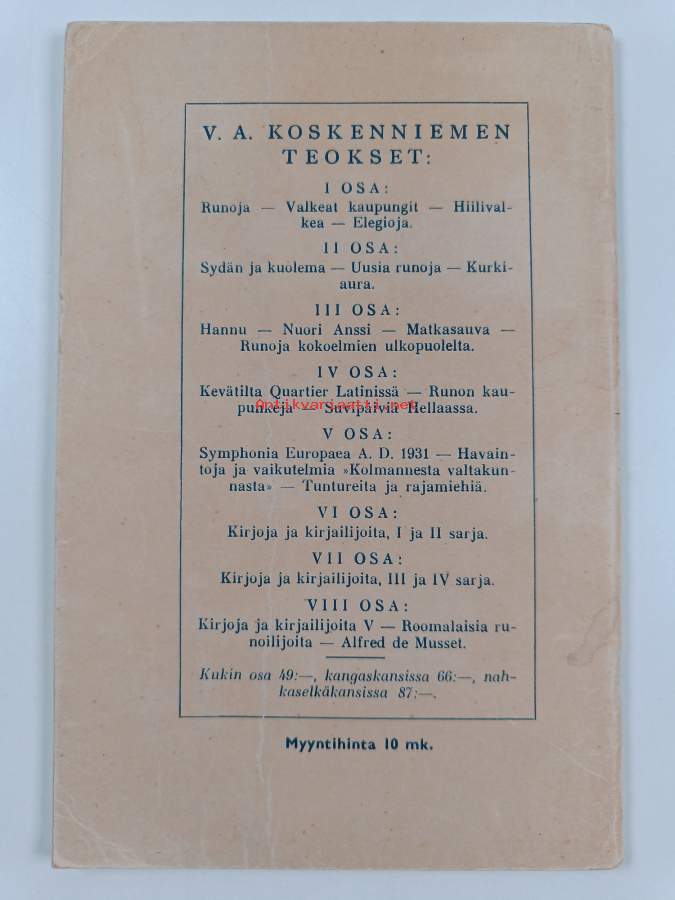 V. A. KOSKENNIEMEN
TEOKSET:
I OSA:
Runoja — Valkeat kaupungit — Hiilival-
kea — Elegioja.
II OSA:
Sydän ja kuolema — Uusia runoja — Kurki-
aura.
III OSA:
Hannu — Nuori Anssi — Matkasauva —
Runoja kokoelmien ulkopuolelta.
IV OSA:
Kevätilta Quartier Latinissä — Runon kau-
punkeja — Suvipäiviä Hellaassa.
Antikvariaatti.net
V OSA:
Symphonia Europaea A. D. 1931 — Havain-
toja ja vaikutelmia »Kolmannesta valtakun-
nasta» — Tuntureita ja rajamiehiä.
VI OSA:
Kirjoja ja kirjailijoita, I ja II sarja.
VII OSA:
Kirjoja ja kirjailijoita, III ja IV sarja.
VIII OSA:
Kirjoja ja kirjailijoita V — Roomalaisia ru-
noilijoita — Alfred de Musset.
Kukin osa 49:—, kangaskansissa 66:—, nah-
kaselkäkansissa 87:—.
Myyntihinta 10 mk.